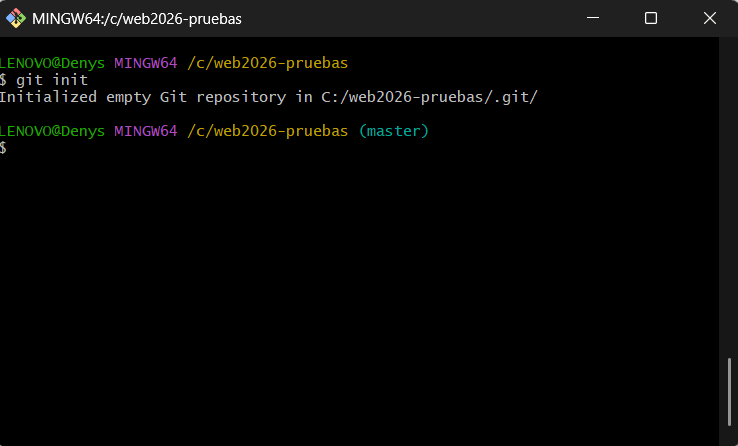 MINGW64:/c/web2026-pruebas
LENOVO@Denys MINGW64 /c/web2026-pruebas
$ git init
Initialized empty Git repository in C:/web2026-pruebas/.git/
LENOVO@Denys MINGW64 /c/web2026-pruebas (master)
$